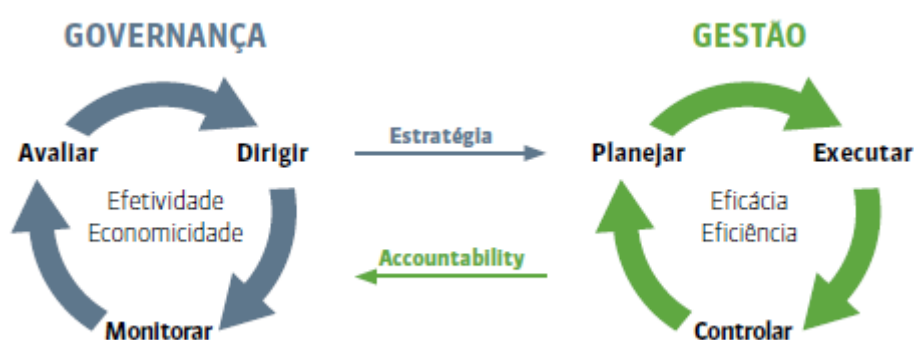 GOVERNANÇA
Avaliar
Dirigir
Efetividade
Economicidade
Monitorar
Estratégia
Accountability
GESTÃO
Planejar
Executar
Eficácia
Eficiência
Controlar